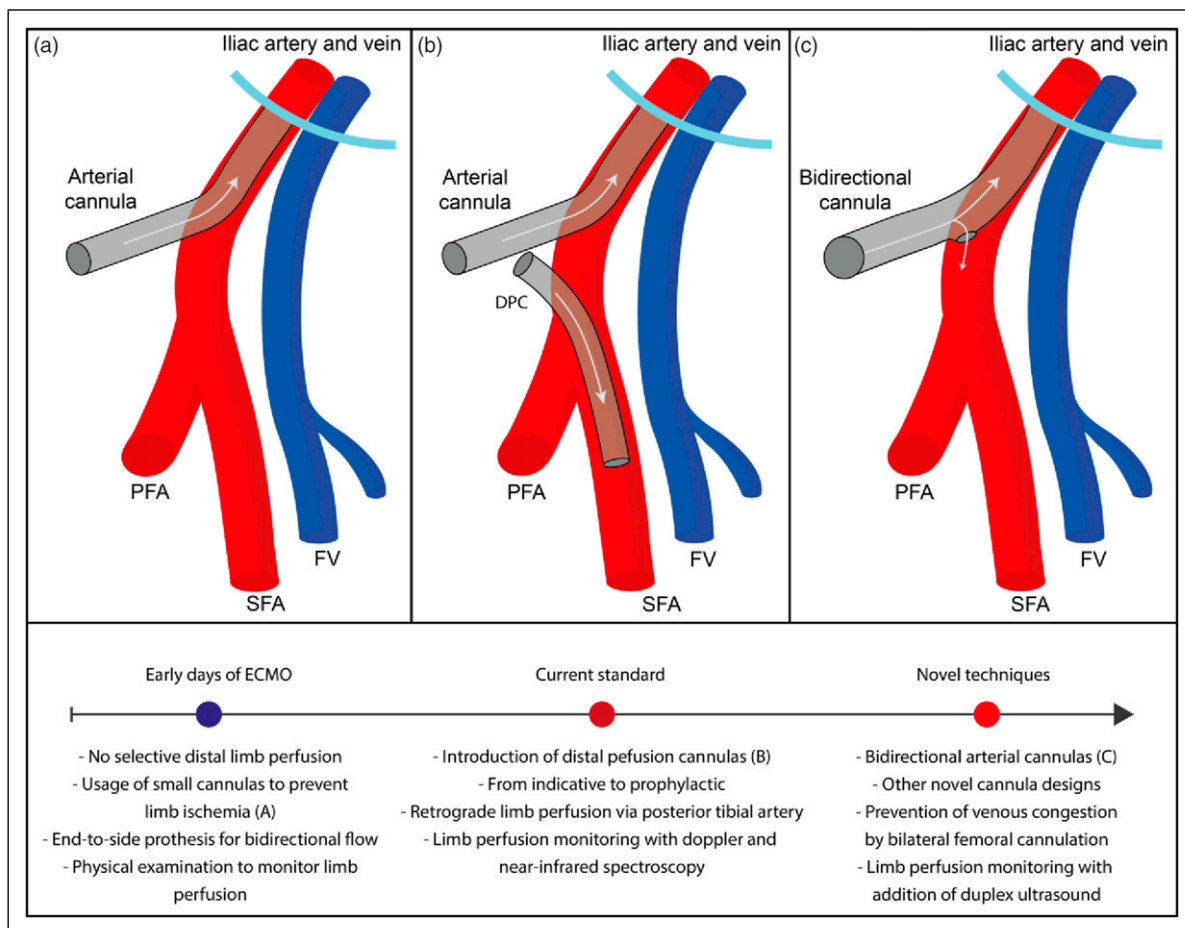 (a)
Iliac artery and vein
Arterial
cannula
PFA
FV
SFA
(b)
Iliac artery and vein
Arterial
cannula
DPC
PFA
FV
SFA
(c)
Iliac artery and vein
Bidirectional
cannula
PFA
FV
SFA
Early days of ECMO
- No selective distal limb perfusion
- Usage of small cannulas to prevent
limb ischemia (A)
- End-to-side prothesis for bidirectional flow
- Physical examination to monitor limb
perfusion
Current standard
- Introduction of distal pefusion cannulas (B)
- From indicative to prophylactic
- Retrograde limb perfusion via posterior tibial artery
- Limb perfusion monitoring with doppler and
near-infrared spectroscopy
Novel techniques
- Bidirectional arterial cannulas (C)
- Other novel cannula designs
- Prevention of venous congestion
by bilateral femoral cannulation
- Limb perfusion monitoring with
addition of duplex ultrasound